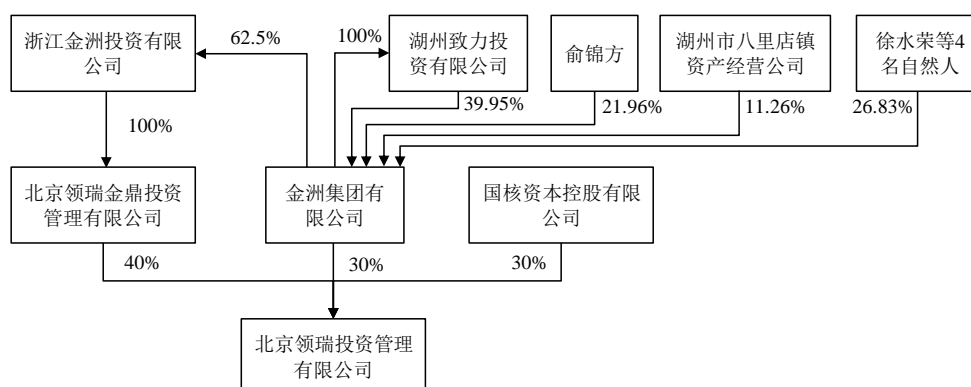 浙江金洲投资有限
公司
62.5%
100%
湖州致力投
资有限公司
俞锦方
湖州市八里店镇
资产经营公司
徐水荣等4
名自然人
39.95%
21.96%
11.26%
26.83%
100%
北京领瑞金鼎投资
管理有限公司
金洲集团有
限公司
国核资本控股有限
公司
40%
30%
30%
北京领瑞投资管理
有限公司